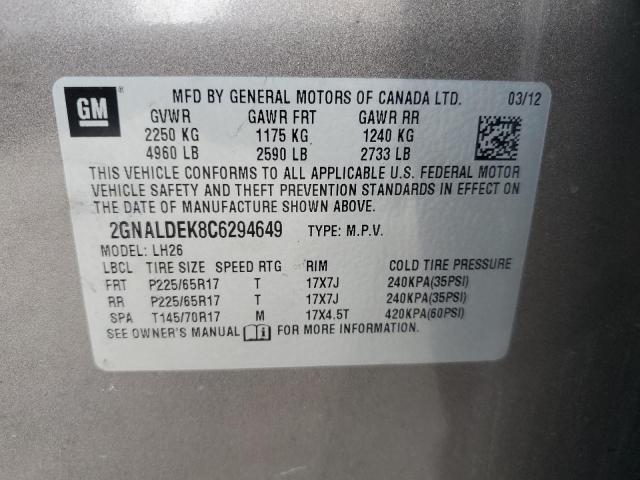 GM ® MFD BY GENERAL MOTORS OF CANADA LTD. 03/12
GVWR GAWR FRT GAWR RR
2250 KG 1175 KG 1240 KG
4960 LB 2590 LB 2733 LB
THIS VEHICLE CONFORMS TO ALL APPLICABLE U.S. FEDERAL MOTOR
VEHICLE SAFETY AND THEFT PREVENTION STANDARDS IN EFFECT ON
THE DATE OF MANUFACTURE SHOWN ABOVE.
2GNALDEK8C6294649 TYPE: M.P.V.
MODEL: LH26
LBCL TIRE SIZE SPEED RTG RIM COLD TIRE PRESSURE
FRT P225/65R17 T 17X7J 240KPA(35PSI)
RR P225/65R17 T 17X7J 240KPA(35PSI)
SPA T145/70R17 M 17X4.5T 420KPA(60PSI)
SEE OWNER'S MANUAL FOR MORE INFORMATION.